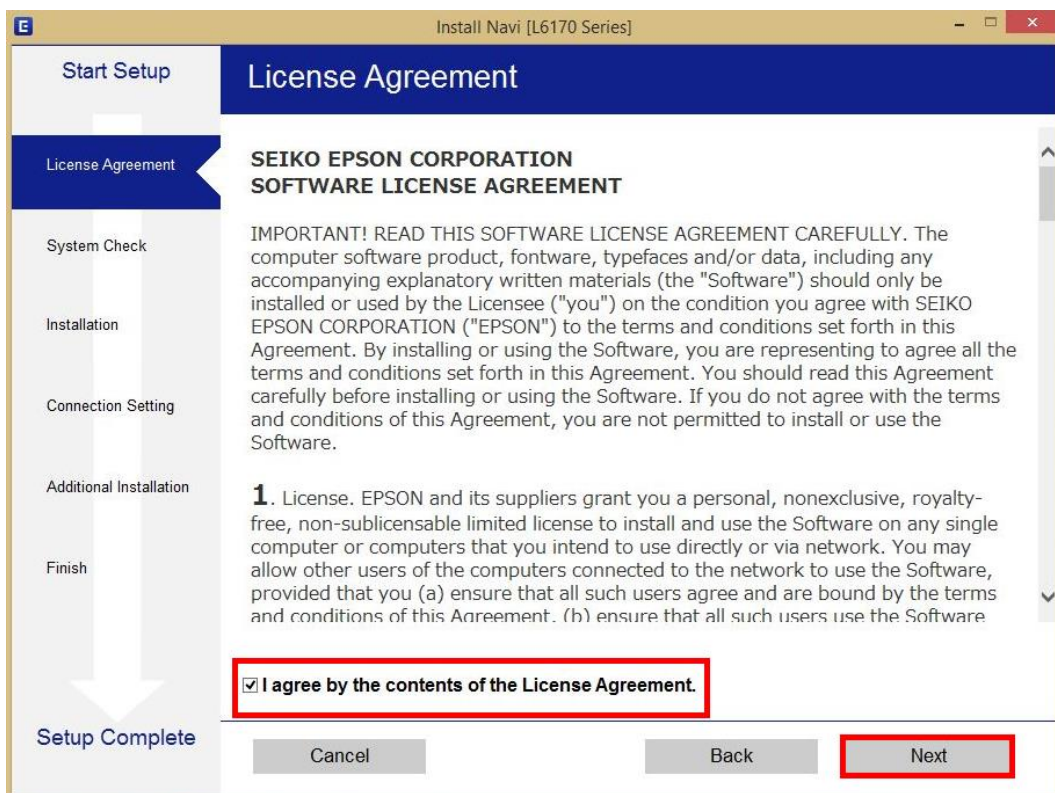 E
Install Navi [L6170 Series]
Start Setup
License Agreement
System Check
Installation
Connection Setting
Additional Installation
Finish
Setup Complete
License Agreement
SEIKO EPSON CORPORATION
SOFTWARE LICENSE AGREEMENT
IMPORTANT! READ THIS SOFTWARE LICENSE AGREEMENT CAREFULLY. The
computer software product, fontware, typefaces and/or data, including any
accompanying explanatory written materials (the "Software") should only be
installed or used by the Licensee ("you") on the condition you agree with SEIKO
EPSON CORPORATION ("EPSON") to the terms and conditions set forth in this
Agreement. By installing or using the Software, you are representing to agree all the
terms and conditions set forth in this Agreement. You should read this Agreement
carefully before installing or using the Software. If you do not agree with the terms
and conditions of this Agreement, you are not permitted to install or use the
Software.
1. License. EPSON and its suppliers grant you a personal, nonexclusive, royalty-
free, non-sublicensable limited license to install and use the Software on any single
computer or computers that you intend to use directly or via network. You may
allow other users of the computers connected to the network to use the Software,
provided that you (a) ensure that all such users agree and are bound by the terms
and conditions of this Agreement, (b) ensure that all such users use the Software
I agree by the contents of the License Agreement.
Cancel
Back
Next